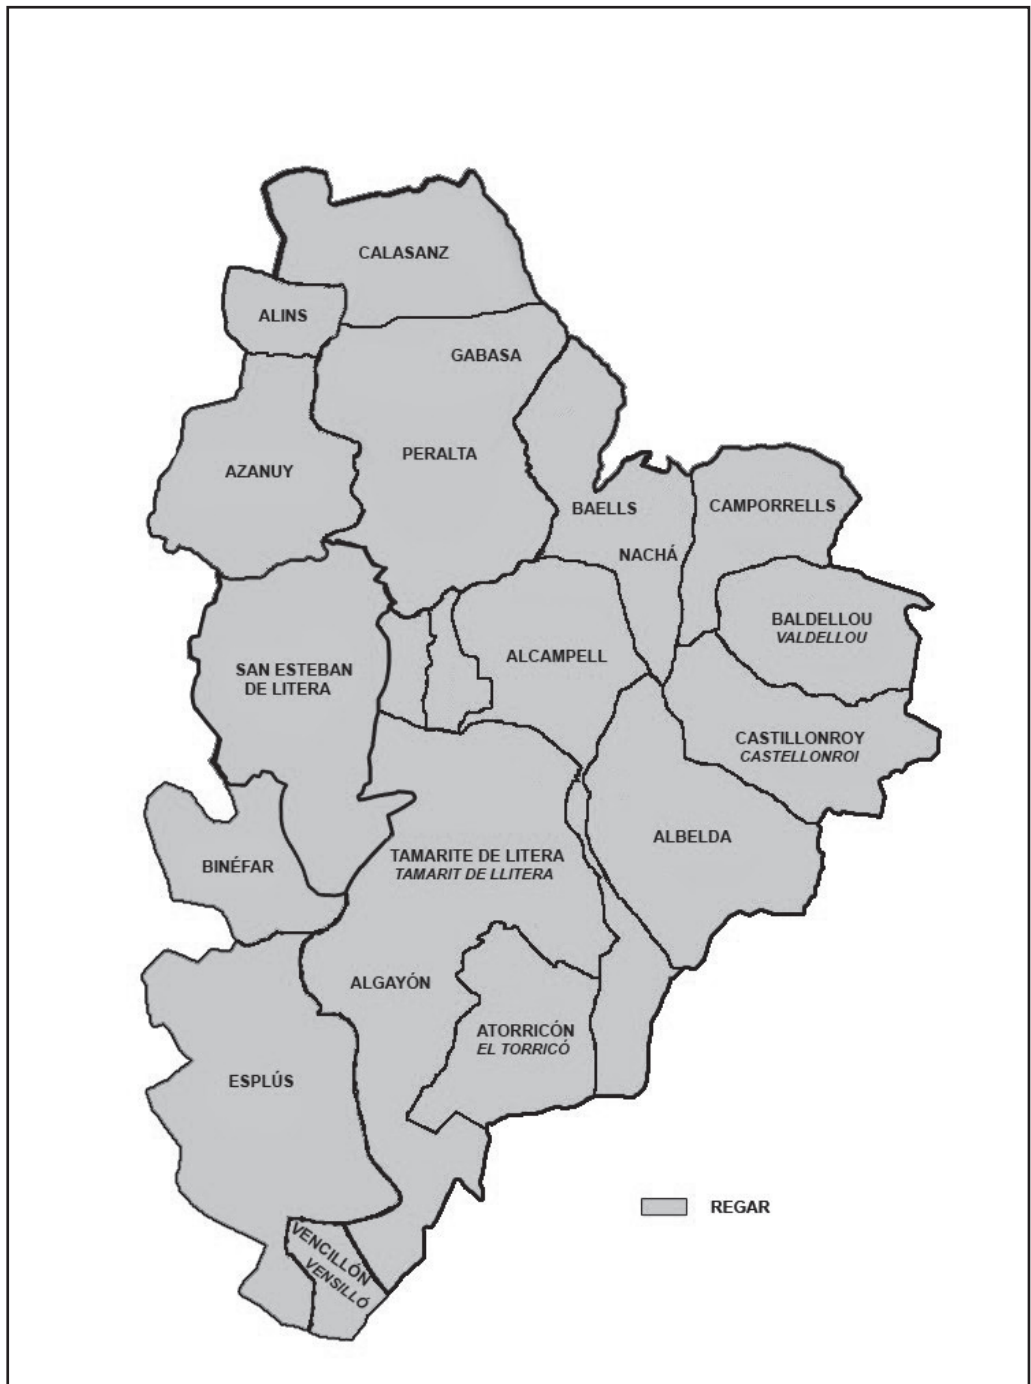 CALASANZ
ALINS
GABASA
PERALTA
AZANUY
BAELLS
CAMPORRELLS
NACHÁ
BALDELLOU
VALDELLOU
ALCAMPELL
SAN ESTEBAN
DE LITERA
CASTILLONROY
CASTELLONROI
ALBELDA
TAMARITE DE LITERA
TAMARIT DE LLITERA
BINÉFAR
ALGAYÓN
ATORRICÓN
EL TORRICÓ
ESPLÚS
REGAR
VENCILLÓN
VENSILLÓ